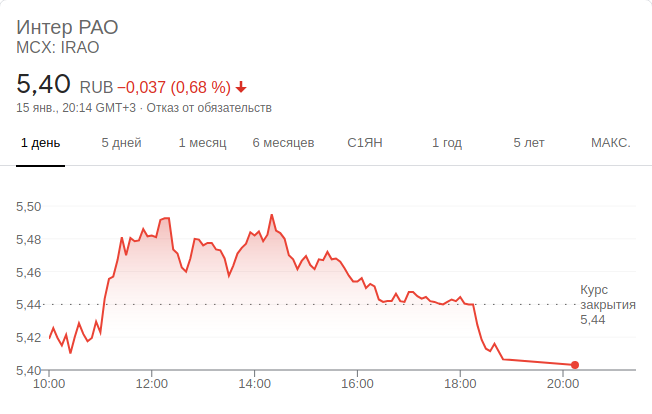 Интер РАО
MCX: IRAO
5,40 RUB −0,037 (0,68 %)
15 янв., 20:14 GMT+3 · Отказ от обязательств
1 день 5 дней 1 месяц 6 месяцев С1ЯН 1 год 5 лет МАКС.
5,50
5,48
5,46
5,44
5,42
5,40
Курс
закрытия
5,44
10:00 12:00 14:00 16:00 18:00 20:00